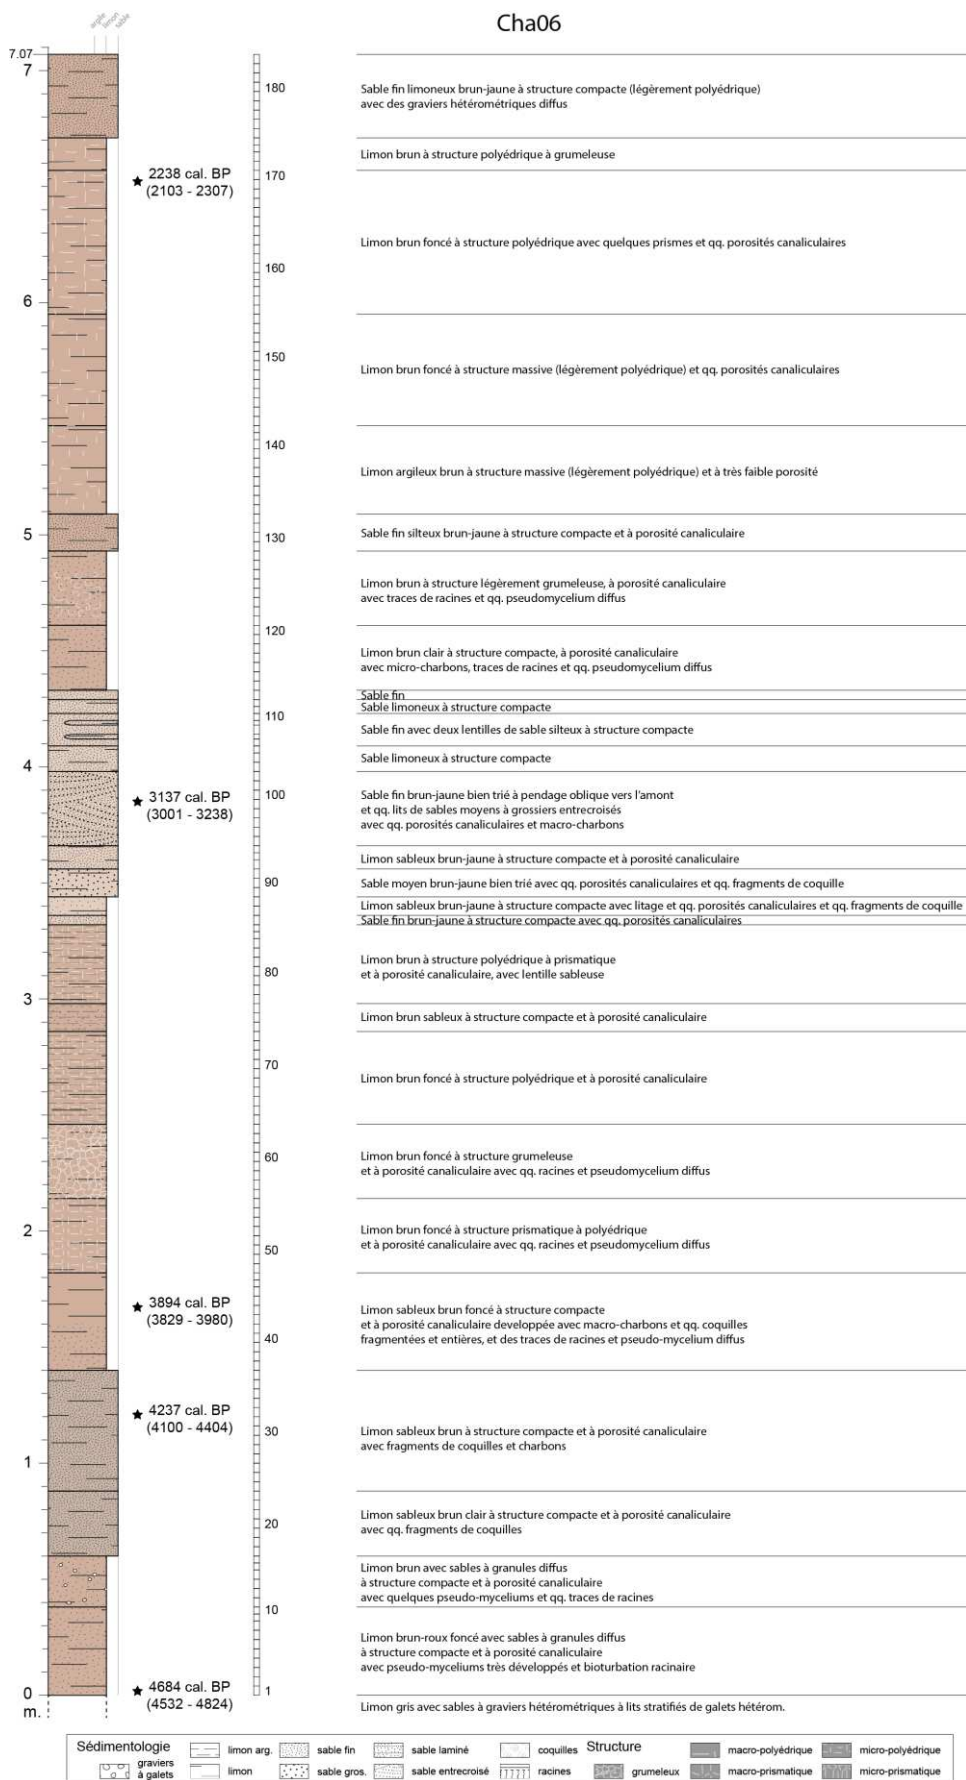 Cha06
argile
limon
sable
7.07
7
6
5
4
3
2
1
0
m.
2238 cal. BP
(2103 - 2307)
3137 cal. BP
(3001 - 3238)
3894 cal. BP
(3829 - 3980)
4237 cal. BP
(4100 - 4404)
4684 cal. BP
(4532 - 4824)
180
170
160
150
140
130
120
110
100
90
80
70
60
50
40
30
20
10
1
Sable fin limoneux brun-jaune à structure compacte (légèrement polyédrique)
avec des graviers hétérométriques diffus
Limon brun à structure polyédrique à grumeleuse
Limon brun foncé à structure polyédrique avec quelques prismes et qq. porosités canaliculaires
Limon brun foncé à structure massive (légèrement polyédrique) et qq. porosités canaliculaires
Limon argileux brun à structure massive (légèrement polyédrique) et à très faible porosité
Sable fin silteux brun-jaune à structure compacte et à porosité canaliculaire
Limon brun à structure légèrement grumeleuse, à porosité canaliculaire
avec traces de racines et qq. pseudomycelium diffus
Limon brun clair à structure compacte, à porosité canaliculaire
avec micro-charbons, traces de racines et qq. pseudomycelium diffus
Sable fin
Sable limoneux à structure compacte
Sable fin avec deux lentilles de sable silteux à structure compacte
Sable limoneux à structure compacte
Sable fin brun-jaune bien trié à pendage oblique vers l'amont
et qq. lits de sables moyens à grossiers entrecroisés
avec qq. porosités canaliculaires et macro-charbons
Limon sableux brun-jaune à structure compacte et à porosité canaliculaire
Sable moyen brun-jaune bien trié avec qq. porosités canaliculaires et qq. fragments de coquille
Limon sableux brun-jaune à structure compacte avec litage et qq. porosités canaliculaires et qq. fragments de coquille
Sable fin brun-jaune à structure compacte avec qq. porosités canaliculaires
Limon brun à structure polyédrique à prismatique
et à porosité canaliculaire, avec lentille sableuse
Limon brun sableux à structure compacte et à porosité canaliculaire
Limon brun foncé à structure polyédrique et à porosité canaliculaire
Limon brun foncé à structure grumeleuse
et à porosité canaliculaire avec qq. racines et pseudomycelium diffus
Limon brun foncé à structure prismatique à polyédrique
et à porosité canaliculaire avec qq. racines et pseudomycelium diffus
Limon sableux brun foncé à structure compacte
et à porosité canaliculaire developpée avec macro-charbons et qq. coquilles
fragmentées et entières, et des traces de racines et pseudo-mycelium diffus
Limon sableux brun à structure compacte et à porosité canaliculaire
avec fragments de coquilles et charbons
Limon sableux brun clair à structure compacte et à porosité canaliculaire
avec qq. fragments de coquilles
Limon brun avec sables à granules diffus
à structure compacte et à porosité canaliculaire
avec quelques pseudo-myceliums et qq. traces de racines
Limon brun-roux foncé avec sables à granules diffus
à structure compacte et à porosité canaliculaire
avec pseudo-myceliums très développés et bioturbation racinaire
Limon gris avec sables à graviers hétérométriques à lits stratifiés de galets hétérom.
Sédimentologie
graviers
à galets
limon arg.
limon
sable fin
sable gros.
sable laminé
sable entrecroisé
coquilles
racines
Structure
grumeleux
macro-polyédrique
macro-prismatique
micro-polyédrique
micro-prismatique